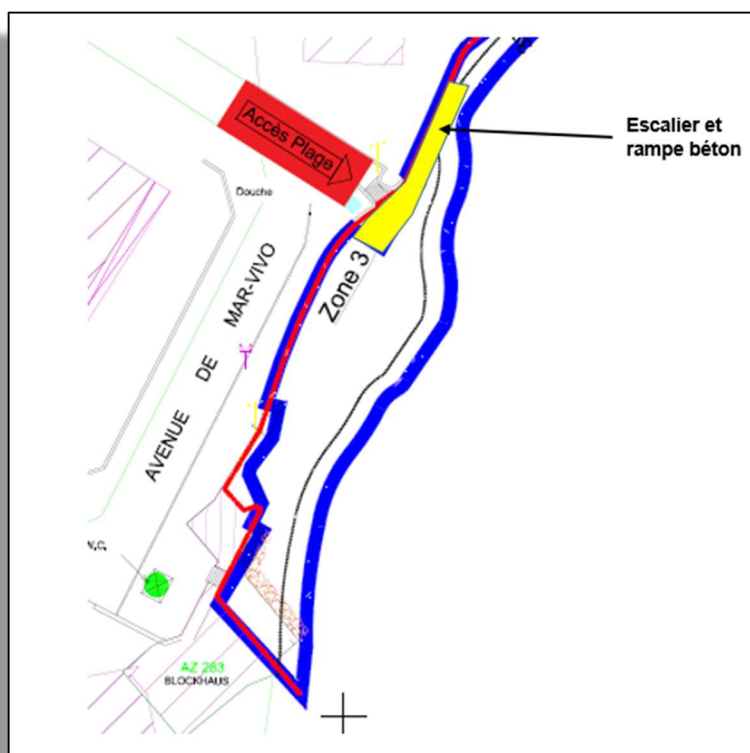 Accès Plage
Escalier et
rampe béton
Douche
Zone 3
AVENUE DE MAR-VIVO
W.C.
AZ 283
BLOCKHAUS